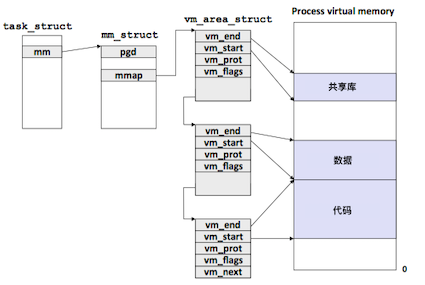 task_struct
mm
mm_struct
pgd
mmap
vm_area_struct
vm_end
vm_start
vm_prot
vm_flags
vm_end
vm_start
vm_prot
vm_flags
vm_end
vm_start
vm_prot
vm_flags
vm_next
Process virtual memory
共享库
数据
代码
0